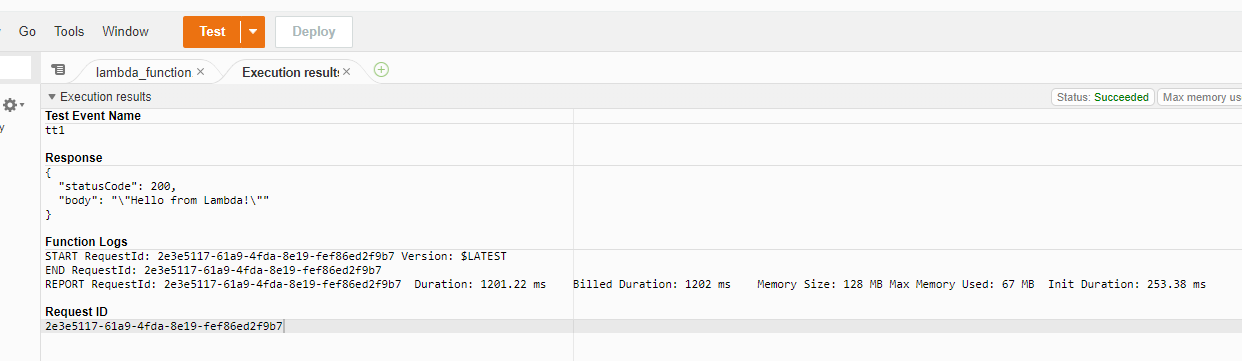 Go Tools Window Test Deploy
lambda_function × Execution results ×
Execution results Status: Succeeded Max memory use
Test Event Name
tt1
Response
{
"statusCode": 200,
"body": "\"Hello from Lambda!\""
}
Function Logs
START RequestId: 2e3e5117-61a9-4fda-8e19-fef86ed2f9b7 Version: $LATEST
END RequestId: 2e3e5117-61a9-4fda-8e19-fef86ed2f9b7
REPORT RequestId: 2e3e5117-61a9-4fda-8e19-fef86ed2f9b7 Duration: 1201.22 ms Billed Duration: 1202 ms Memory Size: 128 MB Max Memory Used: 67 MB Init Duration: 253.38 ms
Request ID
2e3e5117-61a9-4fda-8e19-fef86ed2f9b7